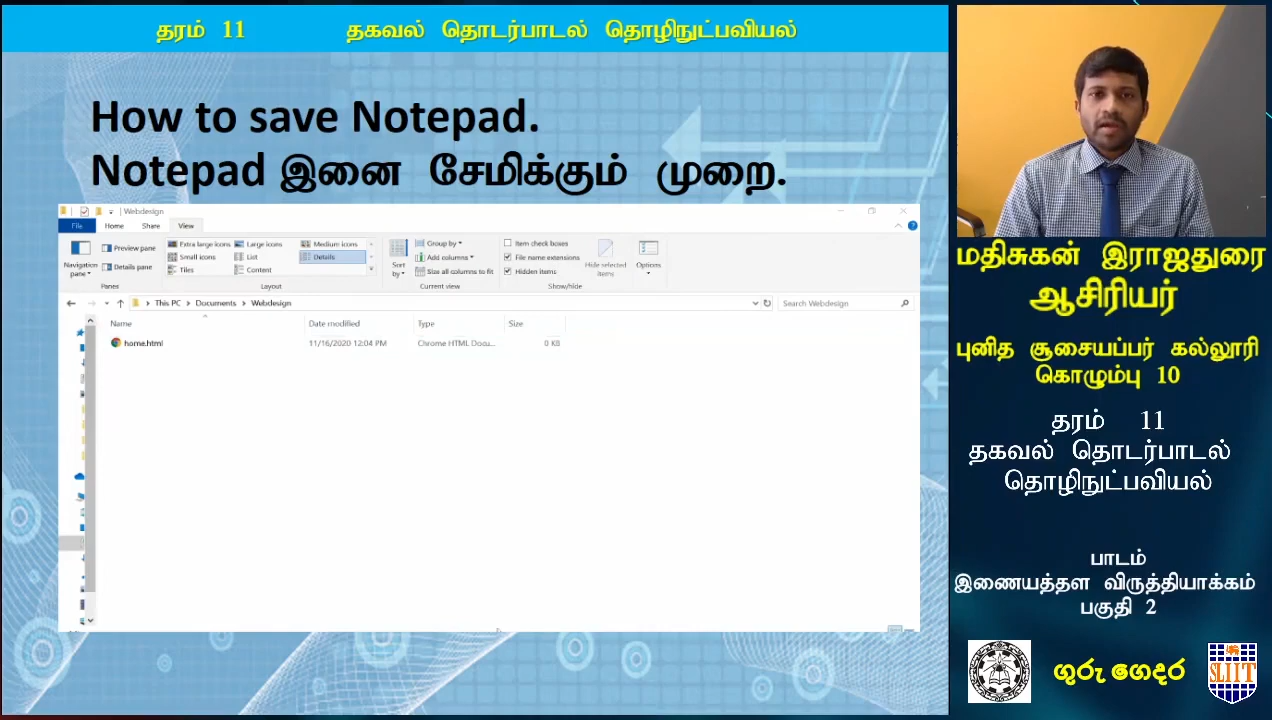 தரம் 11 தகவல் தொடர்பாடல் தொழிநுட்பவியல்
How to save Notepad.
Notepad இனை சேமிக்கும் முறை.
Webdesign
File Home Share View
Navigation pane
Preview pane
Details pane
Panes
Extra large icons Large icons Medium icons
Small icons List Details
Tiles Content
Layout
Sort by
Group by
Add columns
Size all columns to fit
Current view
Item check boxes
File name extensions
Hidden items
Hide selected items
Show/hide
Options
This PC Documents Webdesign
Search Webdesign
Name Date modified Type Size
home.html 11/16/2020 12:04 PM Chrome HTML Docu... 0 KB
மதிசுகன் இராஜதுரை
ஆசிரியர்
புனித சூசையப்பர் கல்லூரி
கொழும்பு 10
தரம் 11
தகவல் தொடர்பாடல்
தொழிநுட்பவியல்
பாடம்
இணையத்தள விருத்தியாக்கம்
பகுதி 2
ගුරු ගෙදර
SLIIT